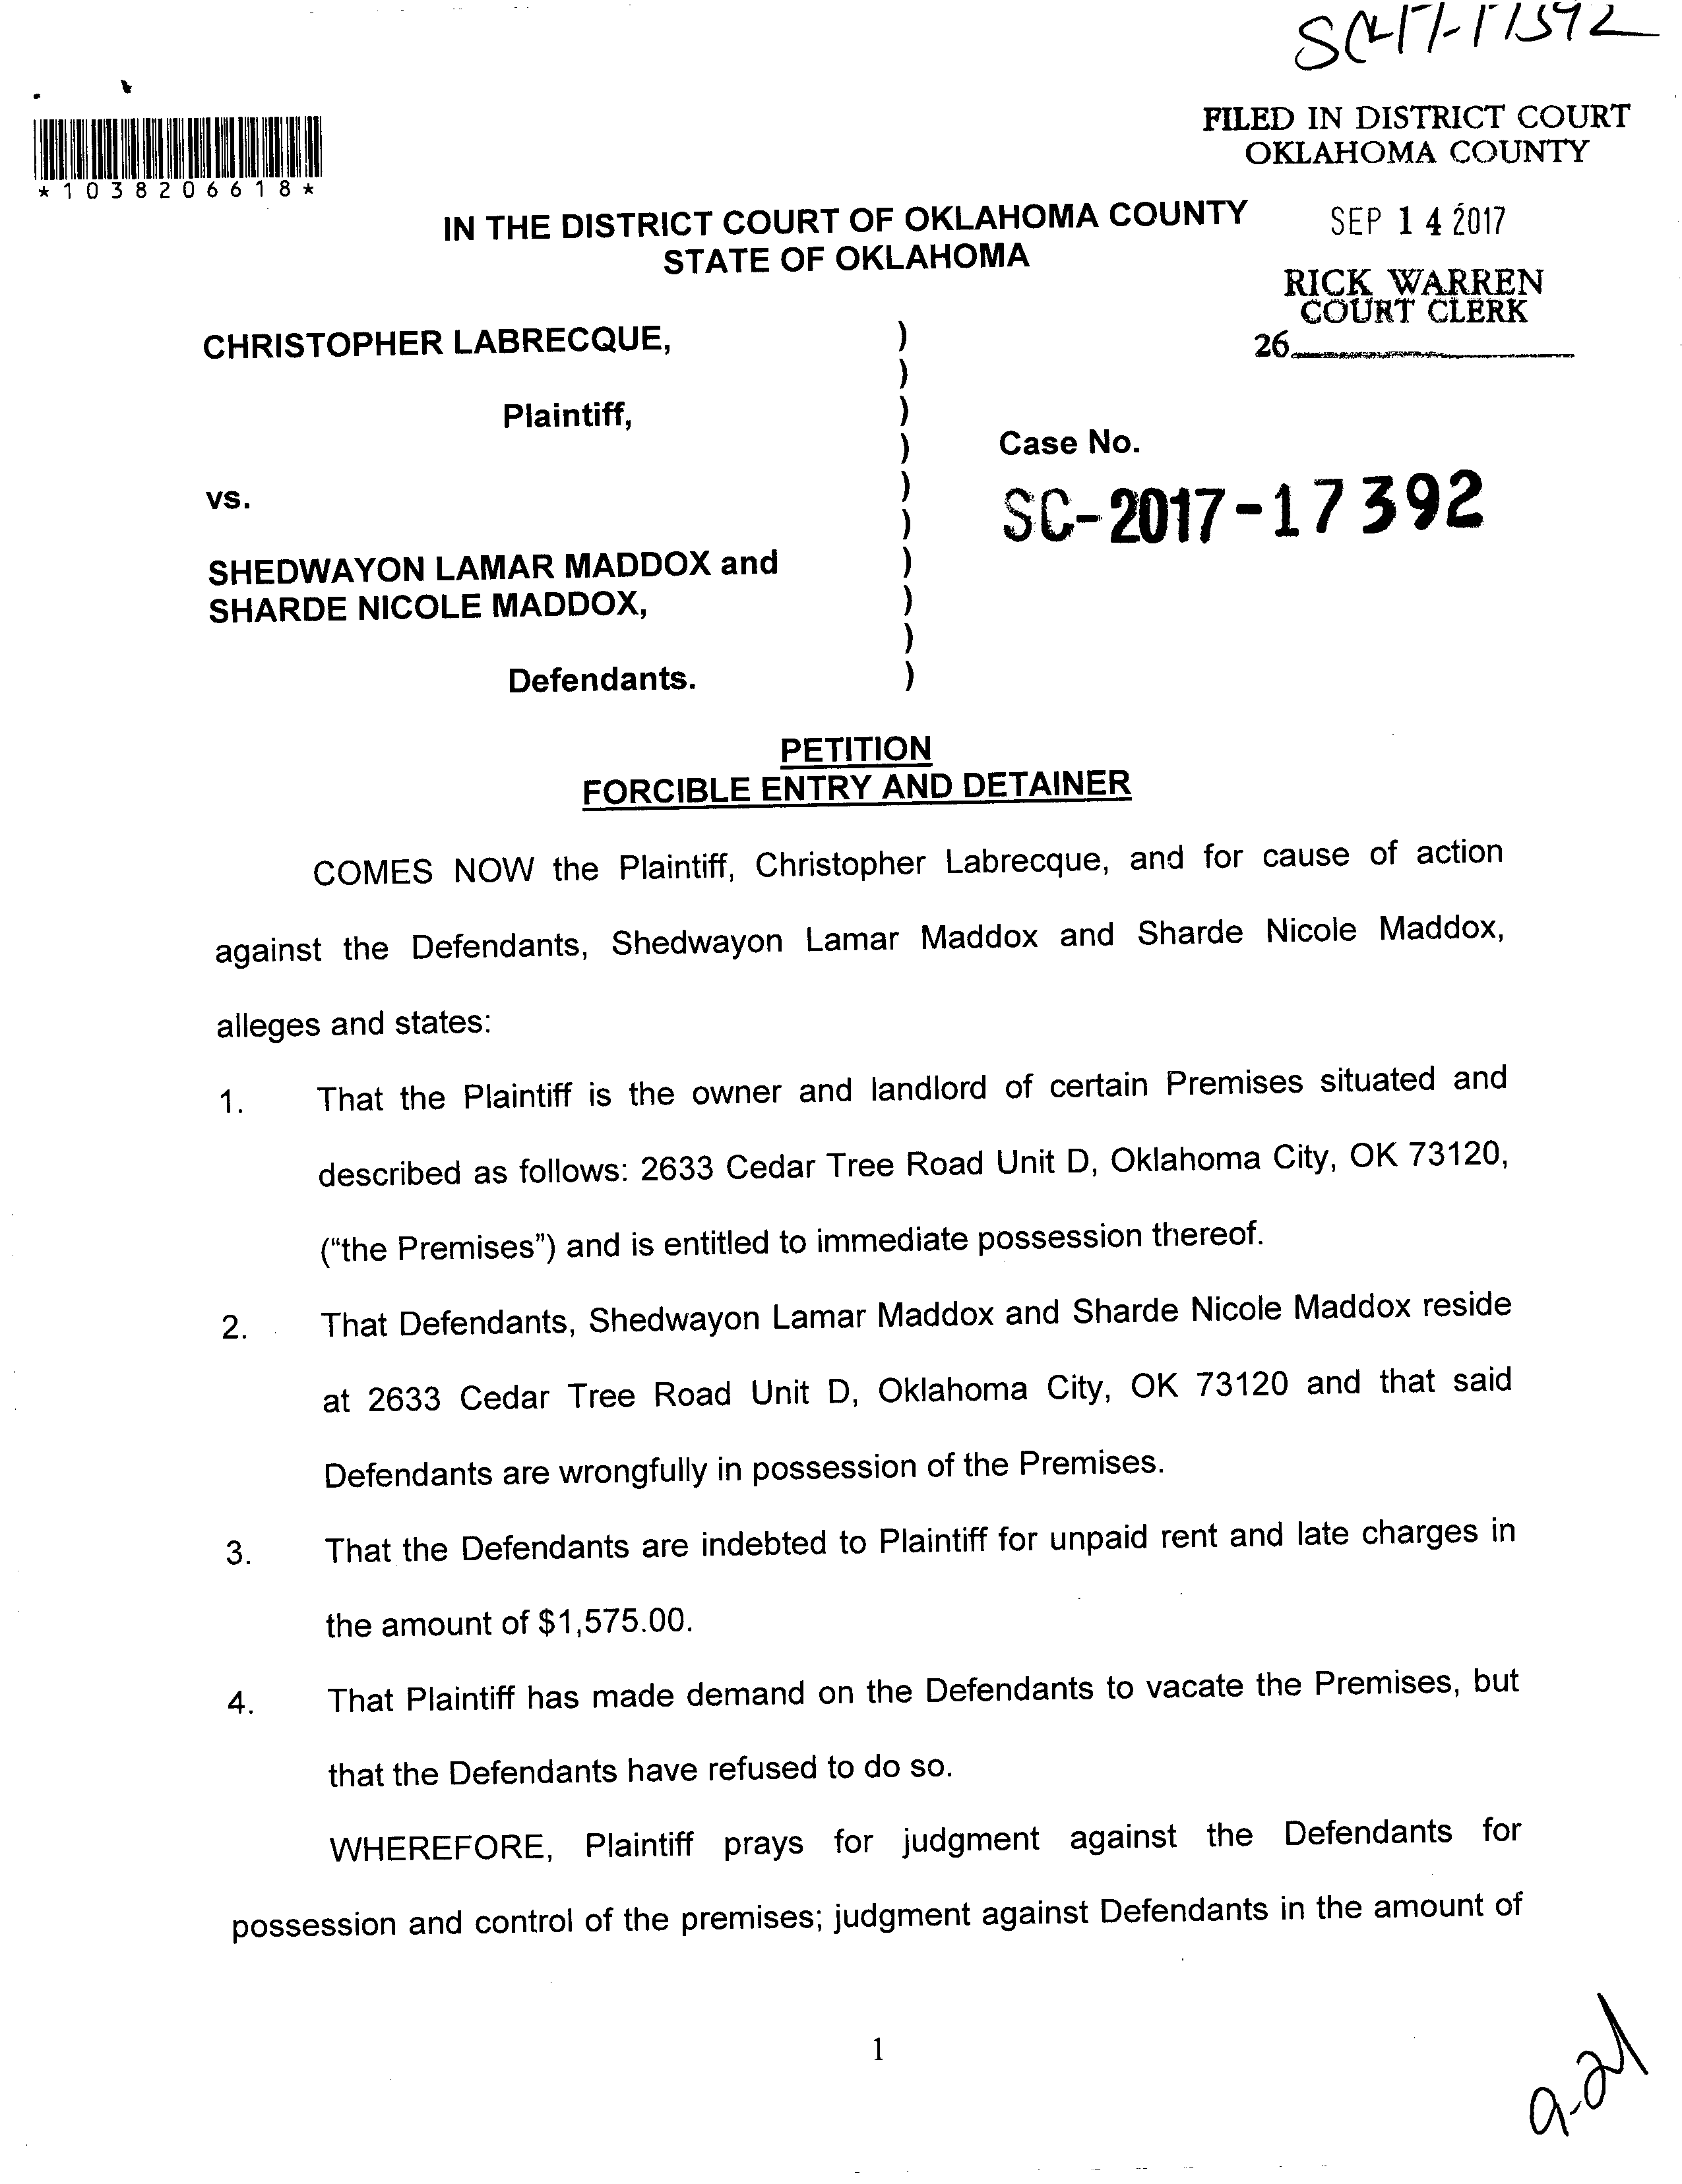 SC-17-17392
*1038206618*
FILED IN DISTRICT COURT
OKLAHOMA COUNTY
IN THE DISTRICT COURT OF OKLAHOMA COUNTY
STATE OF OKLAHOMA
SEP 14 2017
RICK WARREN
COURT CLERK
26
CHRISTOPHER LABRECQUE, )
)
Plaintiff, )
) Case No.
vs. )
) SC-2017-17392
SHEDWAYON LAMAR MADDOX and )
SHARDE NICOLE MADDOX, )
)
Defendants. )
PETITION
FORCIBLE ENTRY AND DETAINER
COMES NOW the Plaintiff, Christopher Labrecque, and for cause of action
against the Defendants, Shedwayon Lamar Maddox and Sharde Nicole Maddox,
alleges and states:
1. That the Plaintiff is the owner and landlord of certain Premises situated and
described as follows: 2633 Cedar Tree Road Unit D, Oklahoma City, OK 73120,
(“the Premises”) and is entitled to immediate possession thereof.
2. That Defendants, Shedwayon Lamar Maddox and Sharde Nicole Maddox reside
at 2633 Cedar Tree Road Unit D, Oklahoma City, OK 73120 and that said
Defendants are wrongfully in possession of the Premises.
3. That the Defendants are indebted to Plaintiff for unpaid rent and late charges in
the amount of $1,575.00.
4. That Plaintiff has made demand on the Defendants to vacate the Premises, but
that the Defendants have refused to do so.
WHEREFORE, Plaintiff prays for judgment against the Defendants for
possession and control of the premises; judgment against Defendants in the amount of
1
9-21